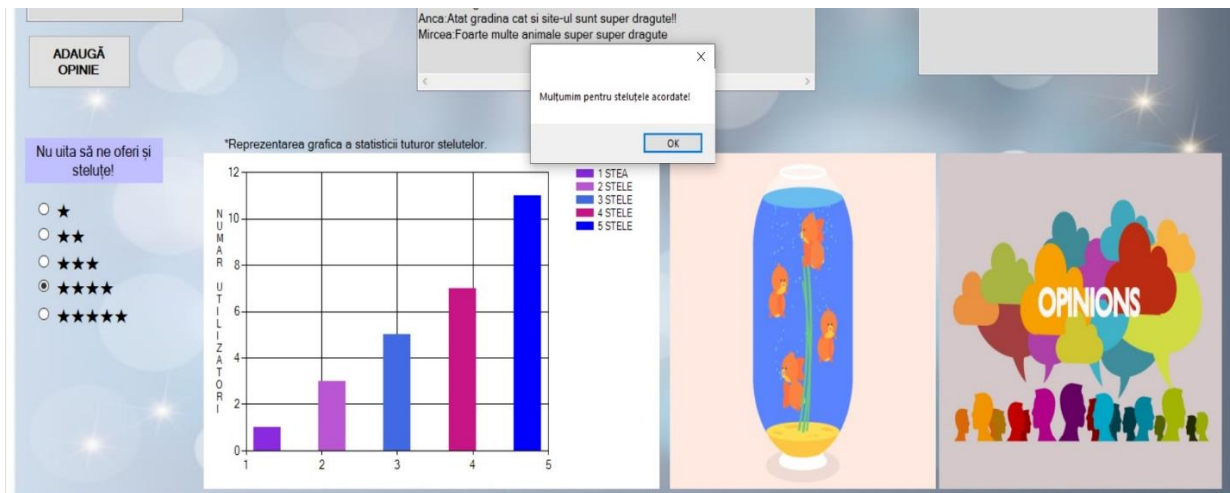 Anca:Atat gradina cat si site-ul sunt super dragute!!
Mircea:Foarte multe animale super super dragute
ADAUGĂ
OPINIE
Mulțumim pentru steluțele acordate!
OK
Nu uita să ne oferi și
steluțe!
*Reprezentarea grafica a statisticii tuturor stelutelor.
★
★★
★★★
★★★★
★★★★★
NUMAR UTILIZATORI
12
10
8
6
4
2
0
1
2
3
4
5
1 STEA
2 STELE
3 STELE
4 STELE
5 STELE
OPINIONS